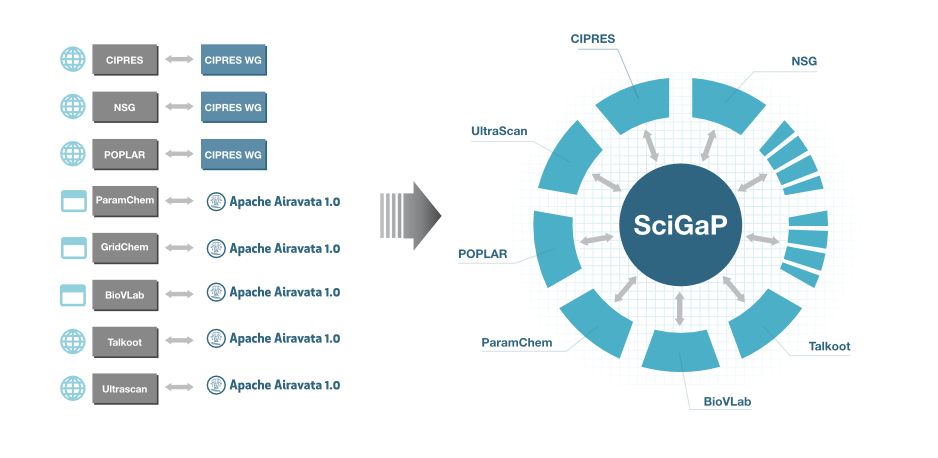 CIPRES
CIPRES WG
NSG
CIPRES WG
POPLAR
CIPRES WG
ParamChem
Apache Airavata 1.0
GridChem
Apache Airavata 1.0
BioVLab
Apache Airavata 1.0
Talkoot
Apache Airavata 1.0
Ultrascan
Apache Airavata 1.0
CIPRES
NSG
UltraScan
SciGaP
POPLAR
ParamChem
Talkoot
BioVLab